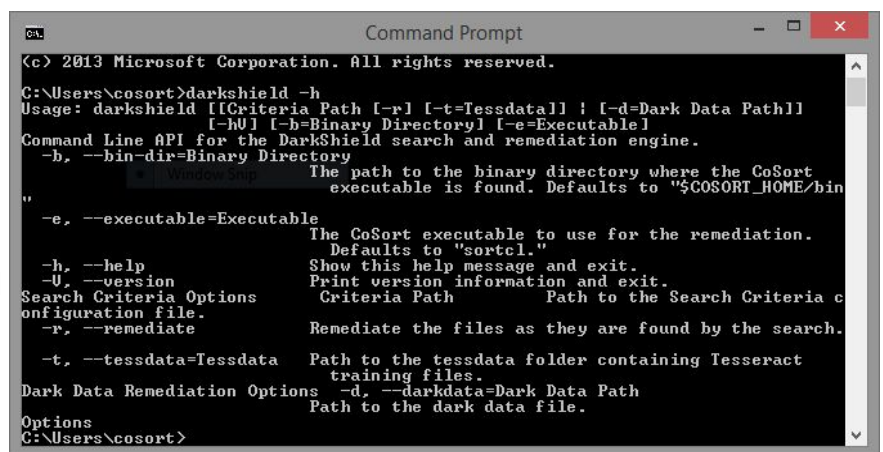 Command Prompt
(c) 2013 Microsoft Corporation. All rights reserved.
C:\Users\cosort>darkshield -h
Usage: darkshield [[Criteria Path [-r] [-t=Tessdata]] | [-d=Dark Data Path]]
[-hV] [-b=Binary Directory] [-e=Executable]
Command Line API for the DarkShield search and remediation engine.
-b, --bin-dir=Binary Directory
Window Snip
The path to the binary directory where the CoSort
executable is found. Defaults to "$COSORT_HOME/bin
"
-e, --executable=Executable
The CoSort executable to use for the remediation.
Defaults to "sortcl."
-h, --help Show this help message and exit.
-V, --version Print version information and exit.
Search Criteria Options Criteria Path Path to the Search Criteria c
onfiguration file.
-r, --remediate Remediate the files as they are found by the search.
-t, --tessdata=Tessdata Path to the tessdata folder containing Tesseract
training files.
Dark Data Remediation Options -d, --darkdata=Dark Data Path
Path to the dark data file.
Options
C:\Users\cosort>